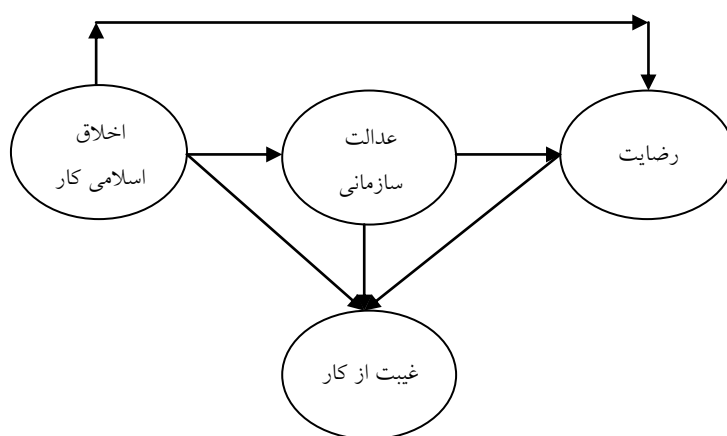 اخلاق
اسلامی کار
عدالت
سازمانی
رضایت
غیبت از کار